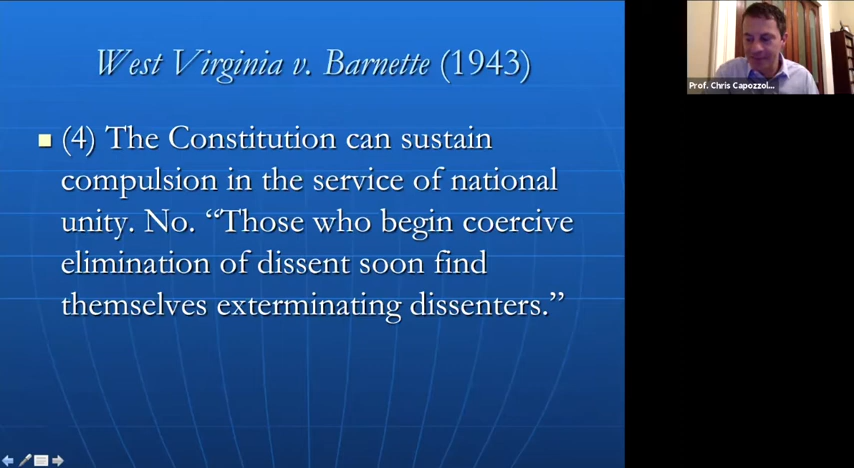 West Virginia v. Barnette (1943)
(4) The Constitution can sustain
compulsion in the service of national
unity. No. “Those who begin coercive
elimination of dissent soon find
themselves exterminating dissenters.”
Prof. Chris Capozzol...